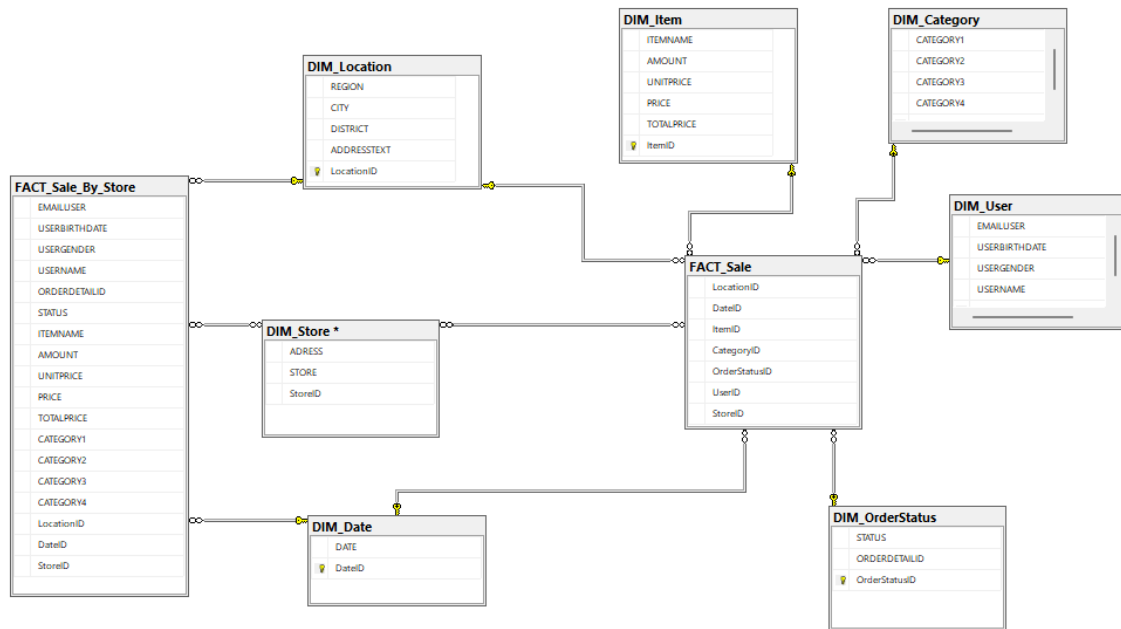 DIM_Location
REGION
CITY
DISTRICT
ADDRESSTEXT
LocationID
DIM_Item
ITEMNAME
AMOUNT
UNITPRICE
PRICE
TOTALPRICE
ItemID
DIM_Category
CATEGORY1
CATEGORY2
CATEGORY3
CATEGORY4
FACT_Sale_By_Store
EMAILUSER
USERBIRTHDATE
USERGENDER
USERNAME
ORDERDETAILID
STATUS
ITEMNAME
AMOUNT
UNITPRICE
PRICE
TOTALPRICE
CATEGORY1
CATEGORY2
CATEGORY3
CATEGORY4
LocationID
DateID
StoreID
DIM_User
EMAILUSER
USERBIRTHDATE
USERGENDER
USERNAME
FACT_Sale
LocationID
DateID
ItemID
CategoryID
OrderStatusID
UserID
StoreID
DIM_Store *
ADRESS
STORE
StoreID
DIM_Date
DATE
DateID
DIM_OrderStatus
STATUS
ORDERDETAILID
OrderStatusID